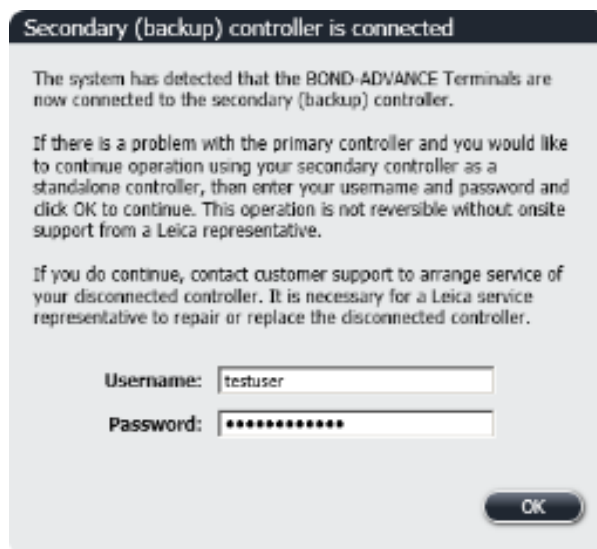 Secondary (backup) controller is connected
The system has detected that the BOND-ADVANCE Terminals are
now connected to the secondary (backup) controller.
If there is a problem with the primary controller and you would like
to continue operation using your secondary controller as a
standalone controller, then enter your username and password and
click OK to continue. This operation is not reversible without onsite
support from a Leica representative.
If you do continue, contact customer support to arrange service of
your disconnected controller. It is necessary for a Leica service
representative to repair or replace the disconnected controller.
Username: testuser
Password: ••••••••••••
OK